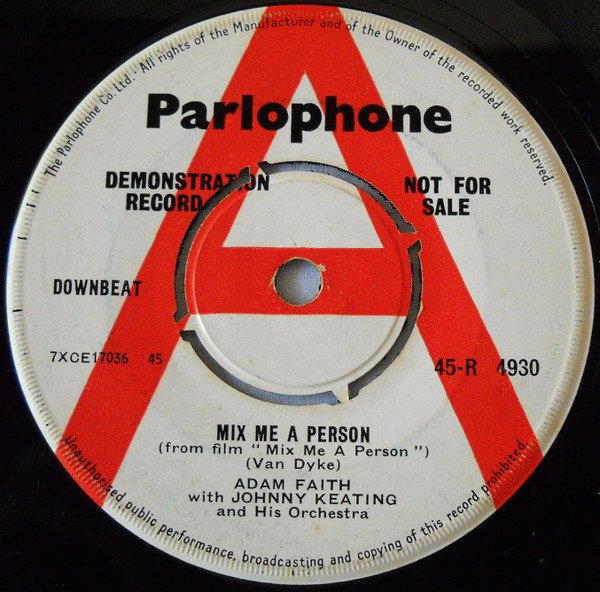 The Parlophone Co. Ltd. · All rights of the Manufacturer and of the Owner of the recorded work reserved.
Parlophone
DEMONSTRATION
RECORD
NOT FOR
SALE
DOWNBEAT
7XCE17036 45
45-R 4930
MIX ME A PERSON
(from film "Mix Me A Person")
(Van Dyke)
ADAM FAITH
with JOHNNY KEATING
and His Orchestra
Unauthorised public performance, broadcasting and copying of this record prohibited.
A